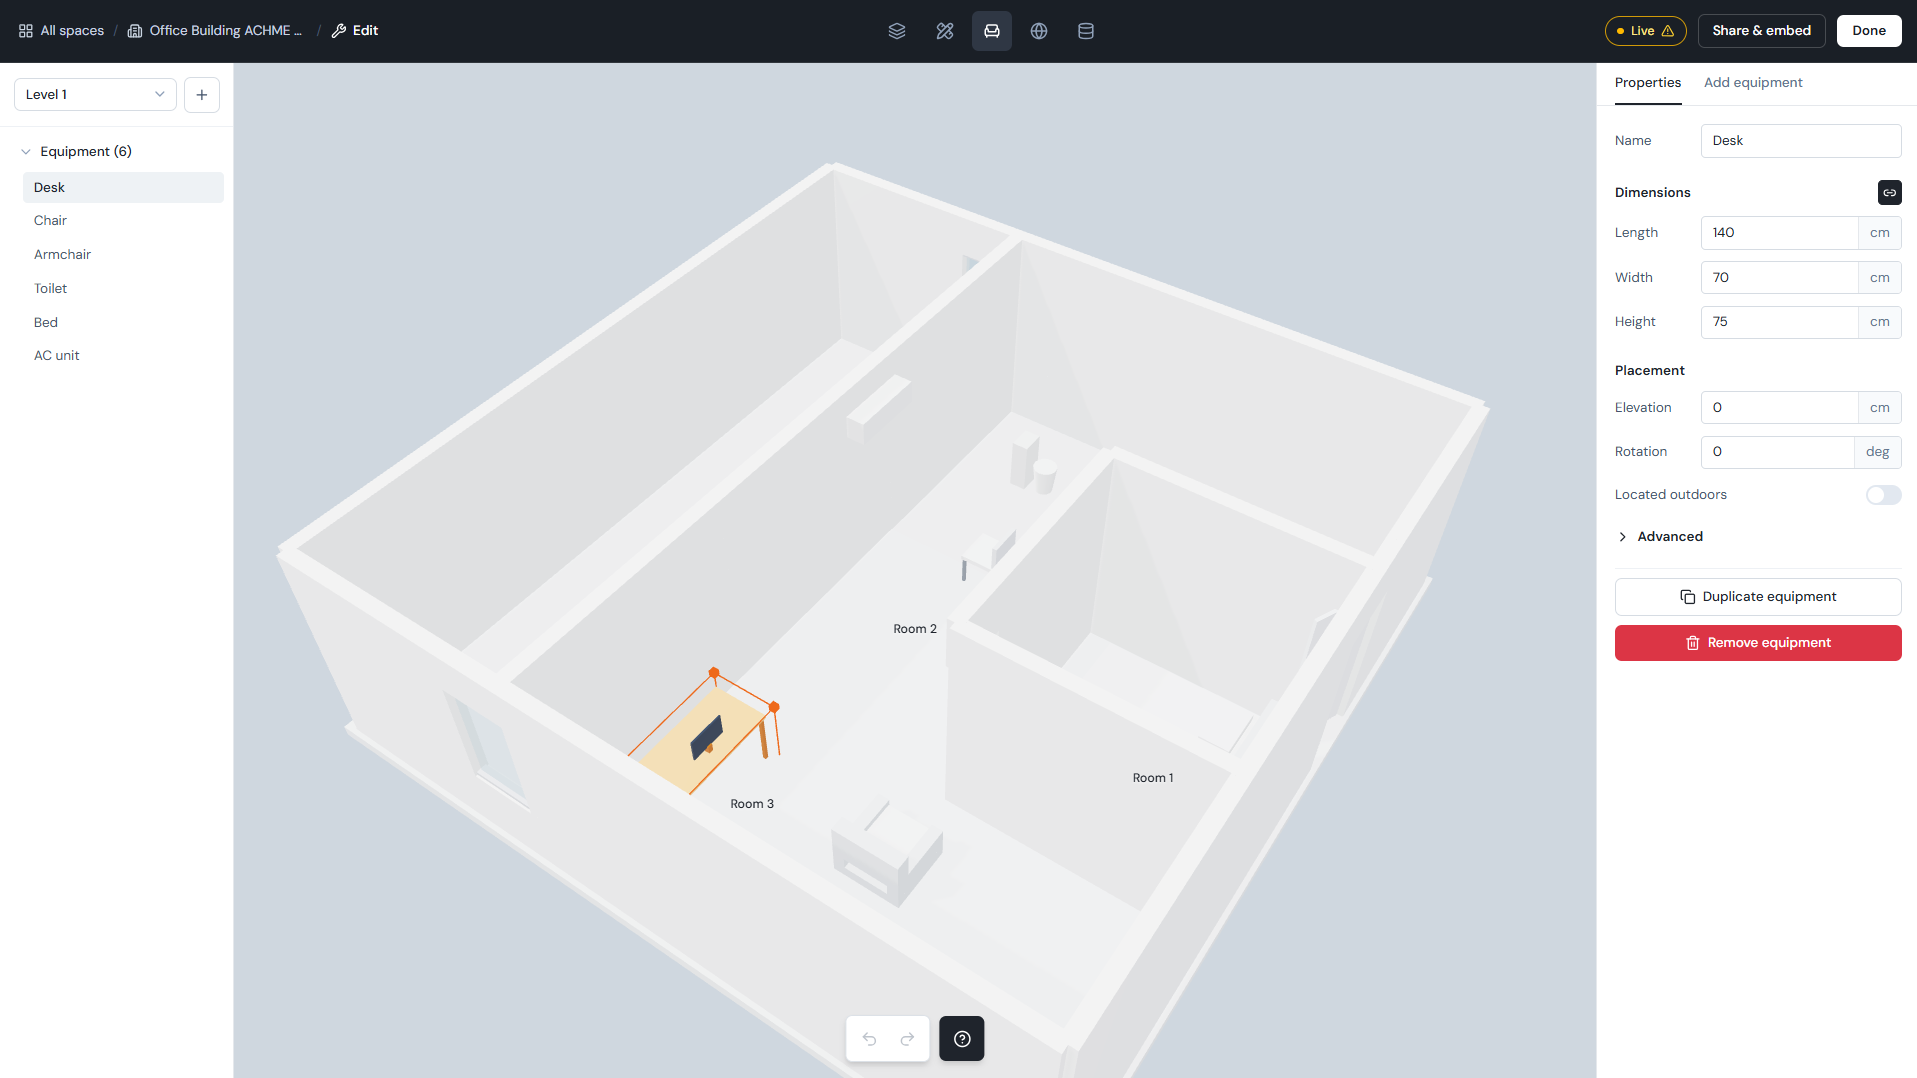 All spaces / Office Building ACHME ... / Edit
Live
Share & embed
Done
Level 1
Equipment (6)
Desk
Chair
Armchair
Toilet
Bed
AC unit
Room 2
Room 1
Room 3
Properties
Add equipment
Name
Desk
Dimensions
Length
140
cm
Width
70
cm
Height
75
cm
Placement
Elevation
0
cm
Rotation
0
deg
Located outdoors
Advanced
Duplicate equipment
Remove equipment